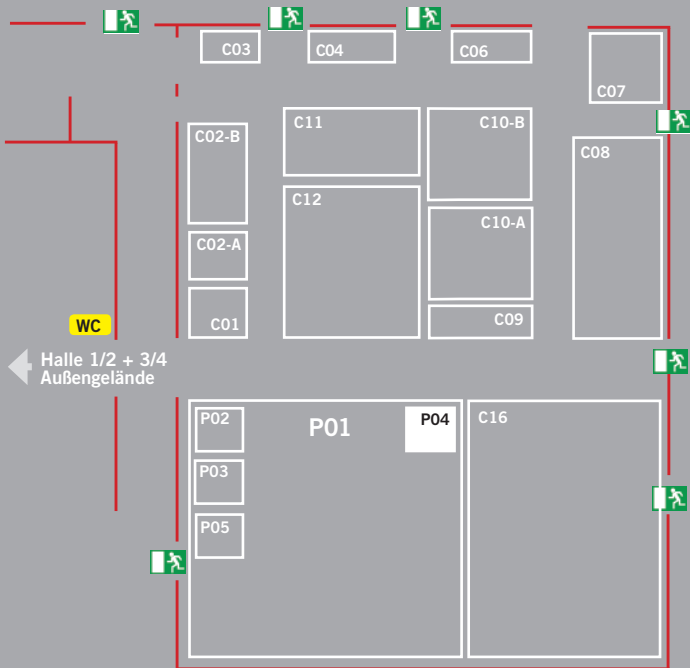 C03
C04
C06
C07
C02-B
C11
C10-B
C08
C12
C02-A
C10-A
C01
C09
WC
Halle 1/2 + 3/4
Außengelände
P02
P01
P04
C16
P03
P05